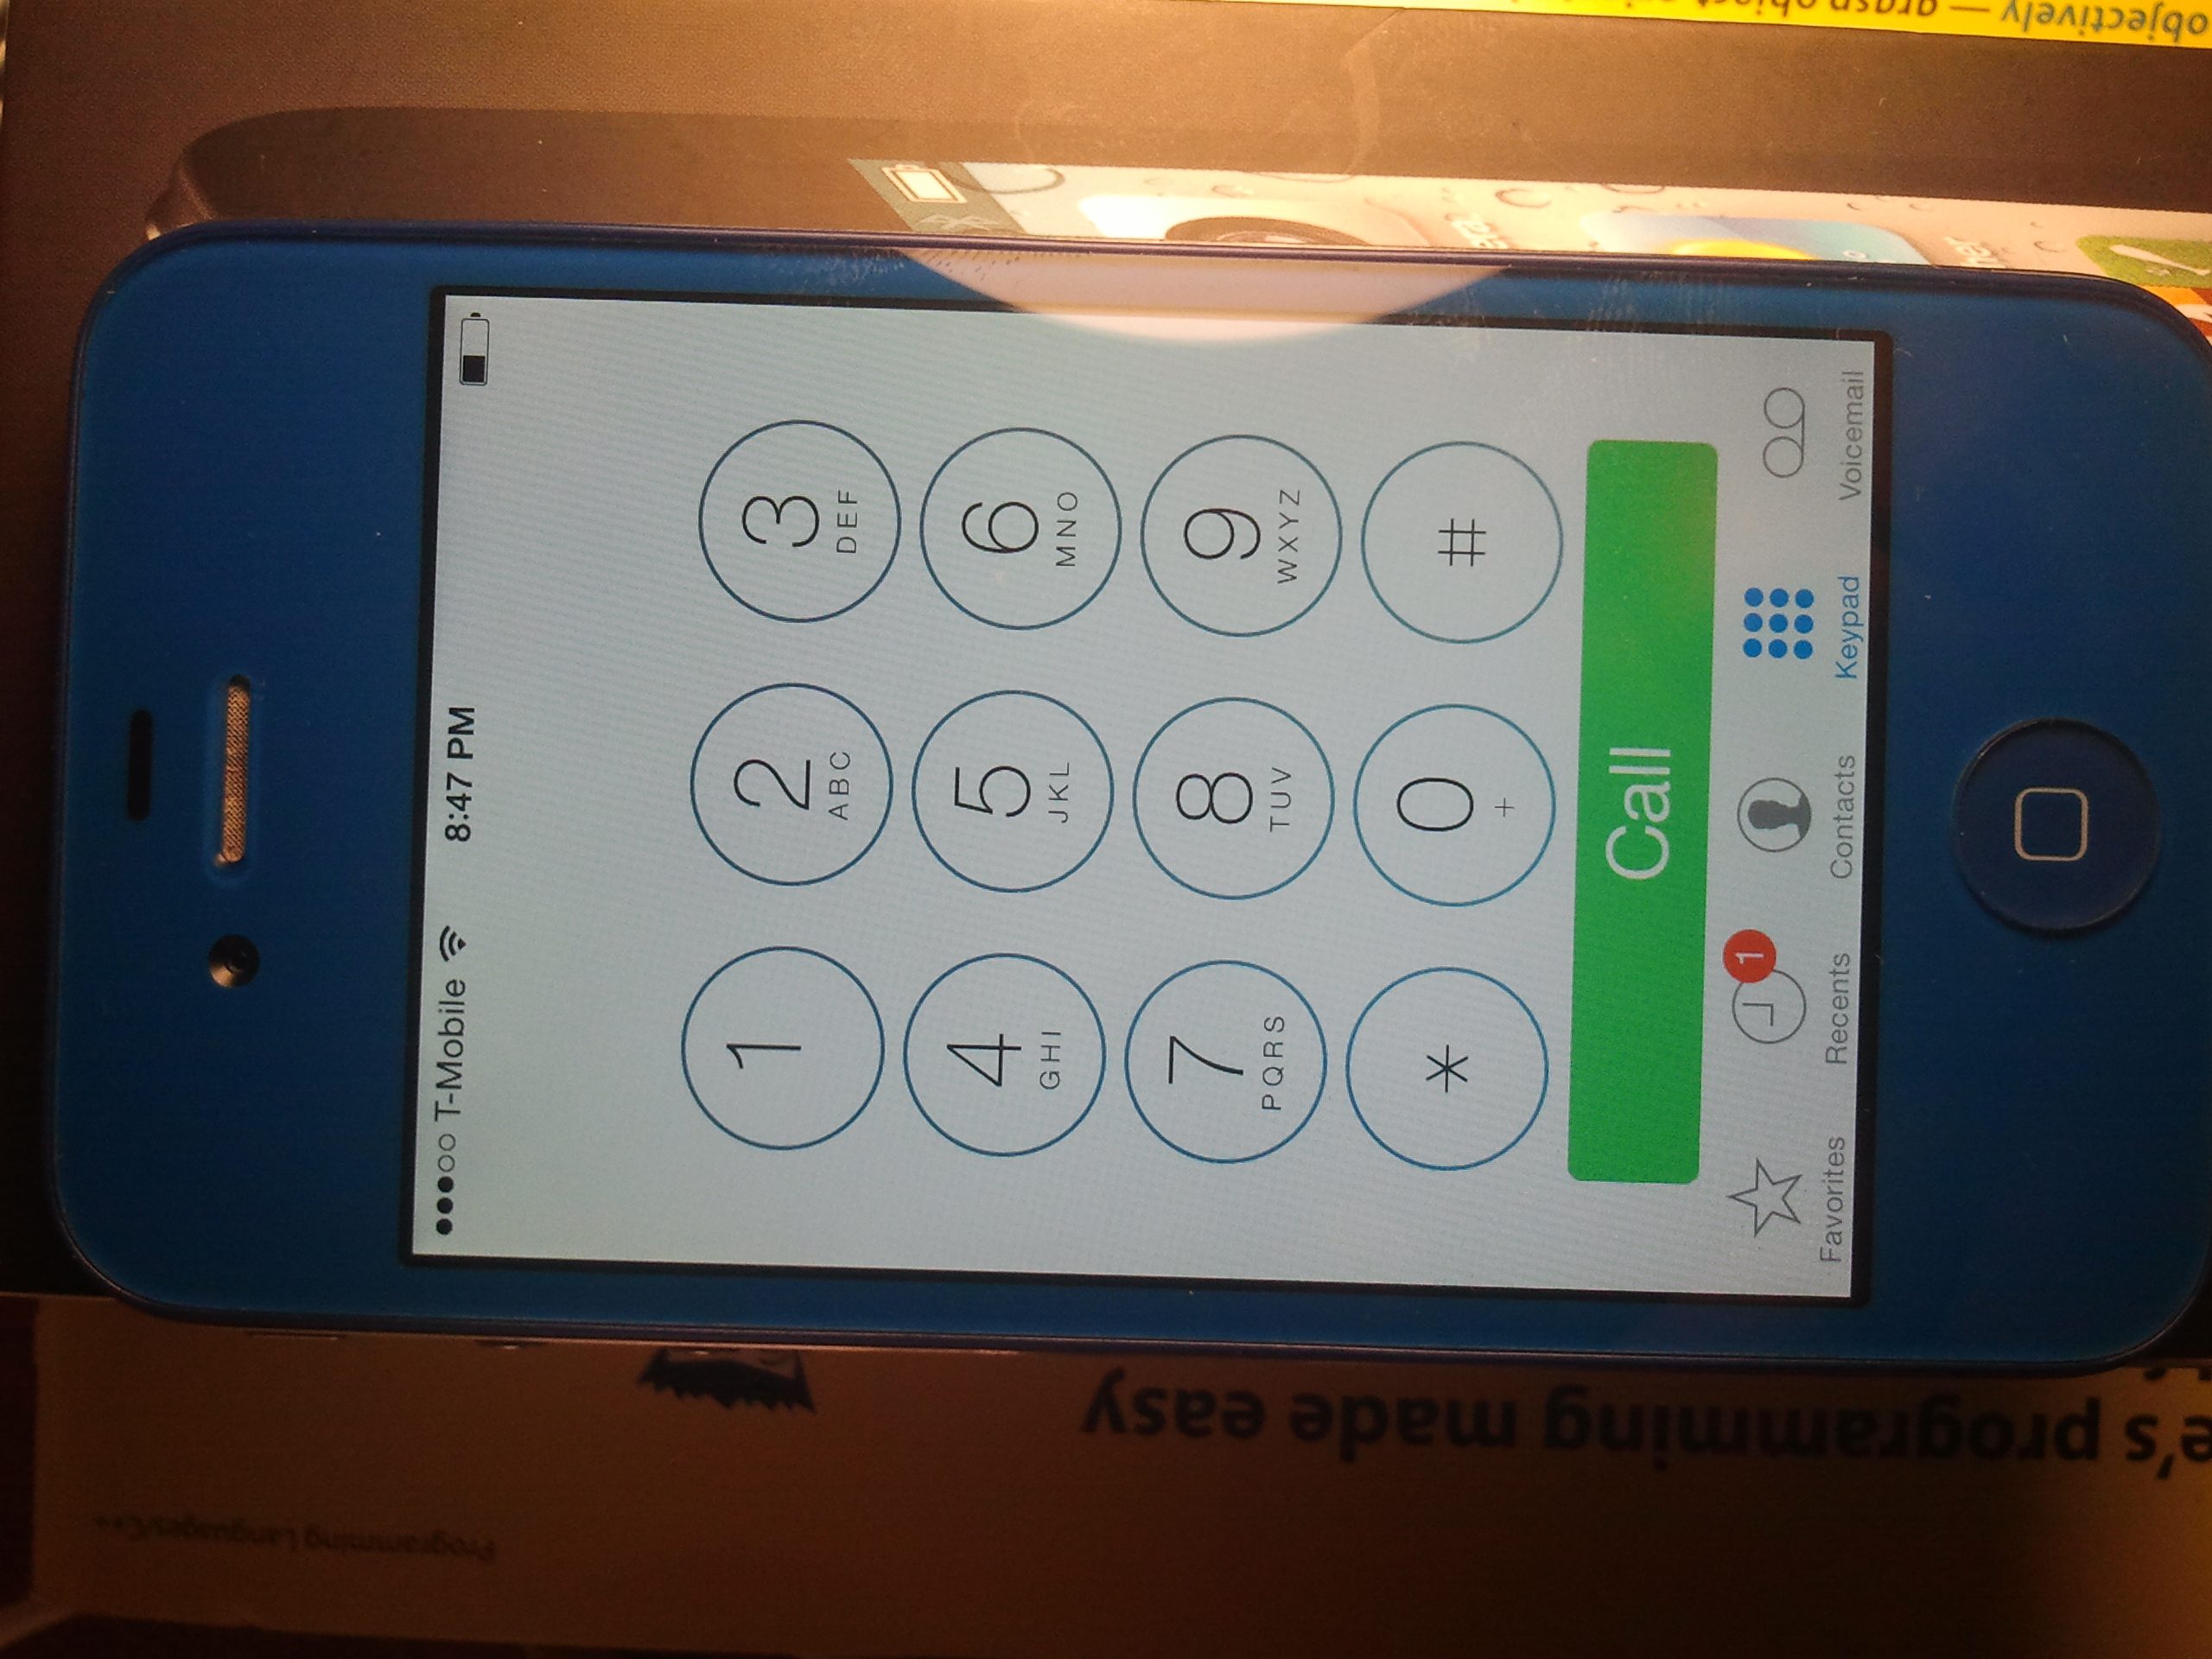 T-Mobile 8:47 PM
1
2
ABC
3
DEF
4
GHI
5
JKL
6
MNO
7
PQRS
8
TUV
9
WXYZ
*
0
+
#
Call
1
Favorites Recents Contacts Keypad Voicemail
Programming Languages/C++
e's programming made easy
objectively — grasp object